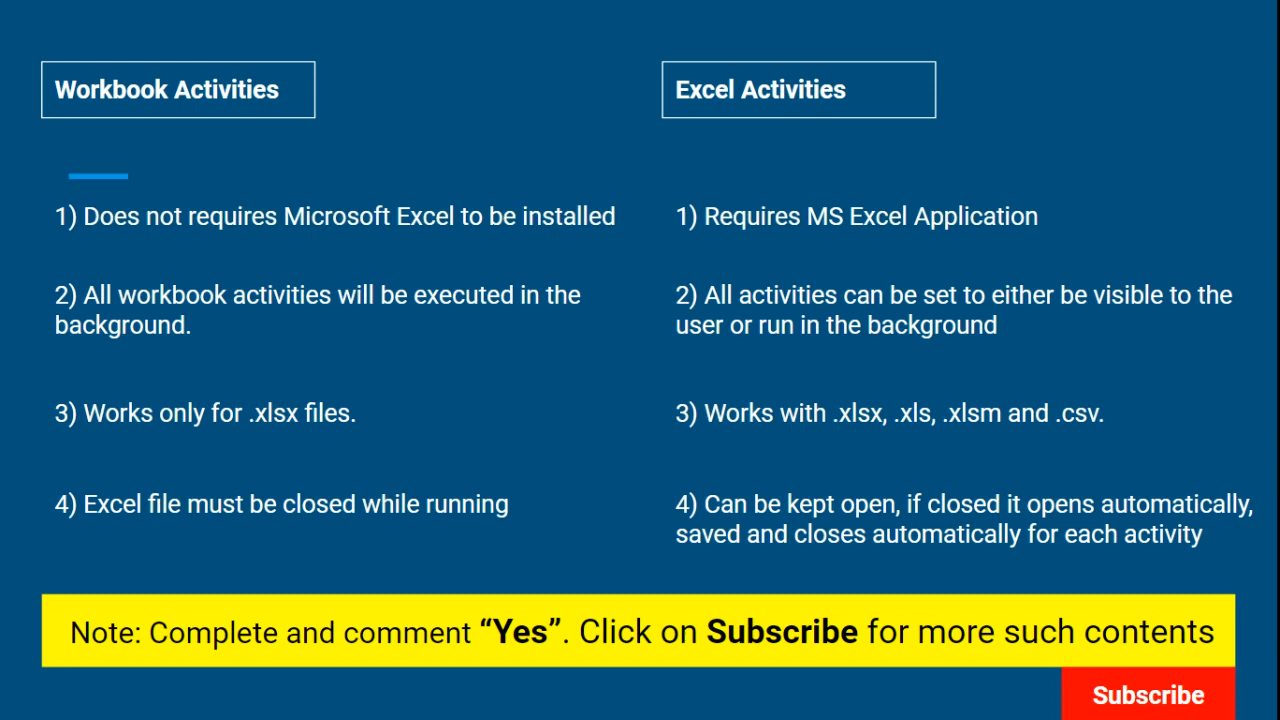 Workbook Activities
1) Does not requires Microsoft Excel to be installed
2) All workbook activities will be executed in the
background.
3) Works only for .xlsx files.
4) Excel file must be closed while running
Excel Activities
1) Requires MS Excel Application
2) All activities can be set to either be visible to the
user or run in the background
3) Works with .xlsx, .xls, .xlsm and .csv.
4) Can be kept open, if closed it opens automatically,
saved and closes automatically for each activity
Note: Complete and comment “Yes”. Click on Subscribe for more such contents
Subscribe